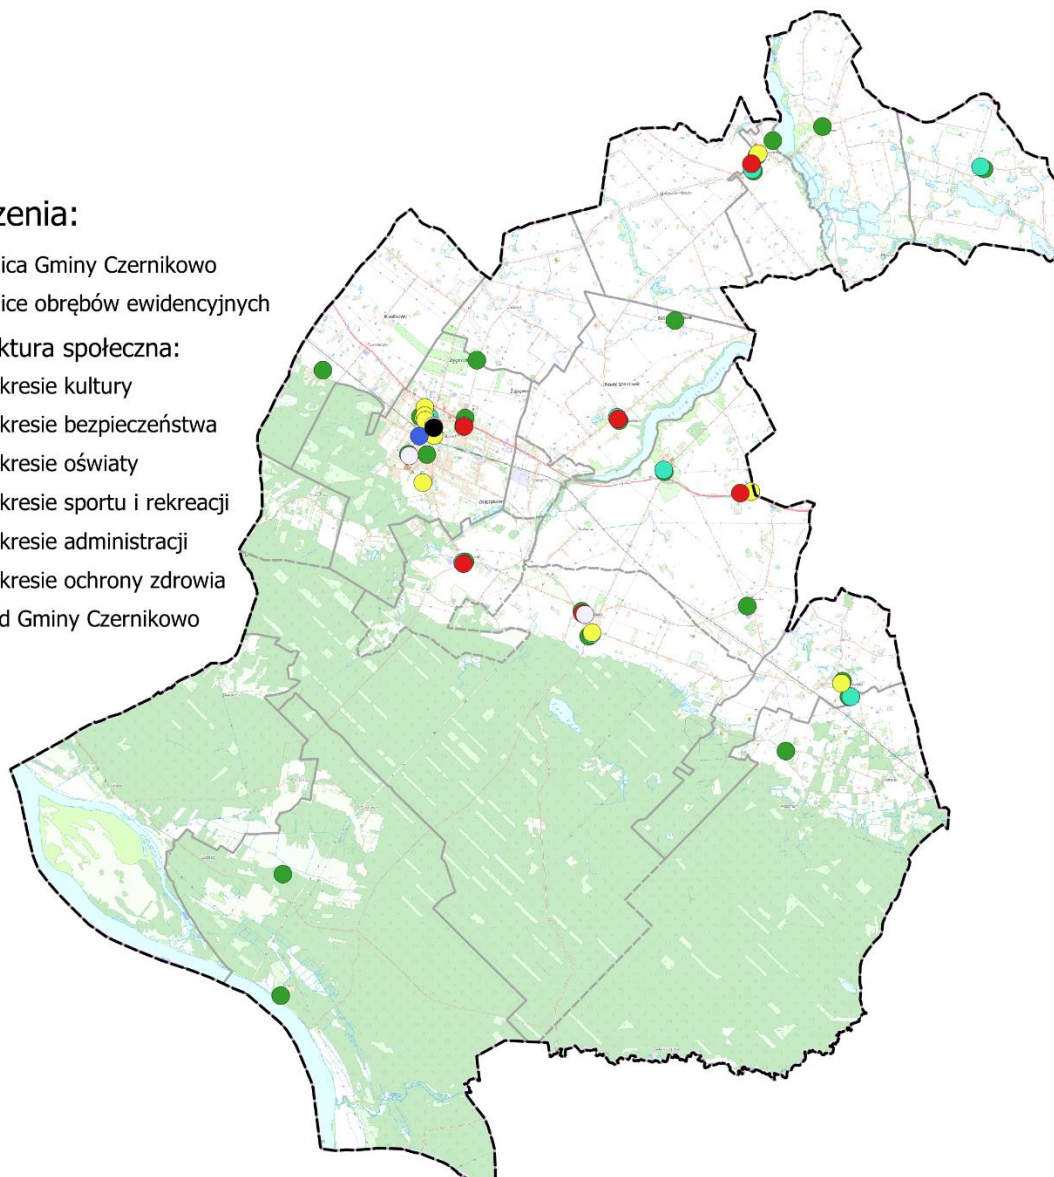 zenia:
ica Gminy Czernikowo
ice obrębów ewidencyjnych
ktura społeczna:
kresie kultury
kresie bezpieczeństwa
kresie oświaty
kresie sportu i rekreacji
kresie administracji
kresie ochrony zdrowia
d Gminy Czernikowo